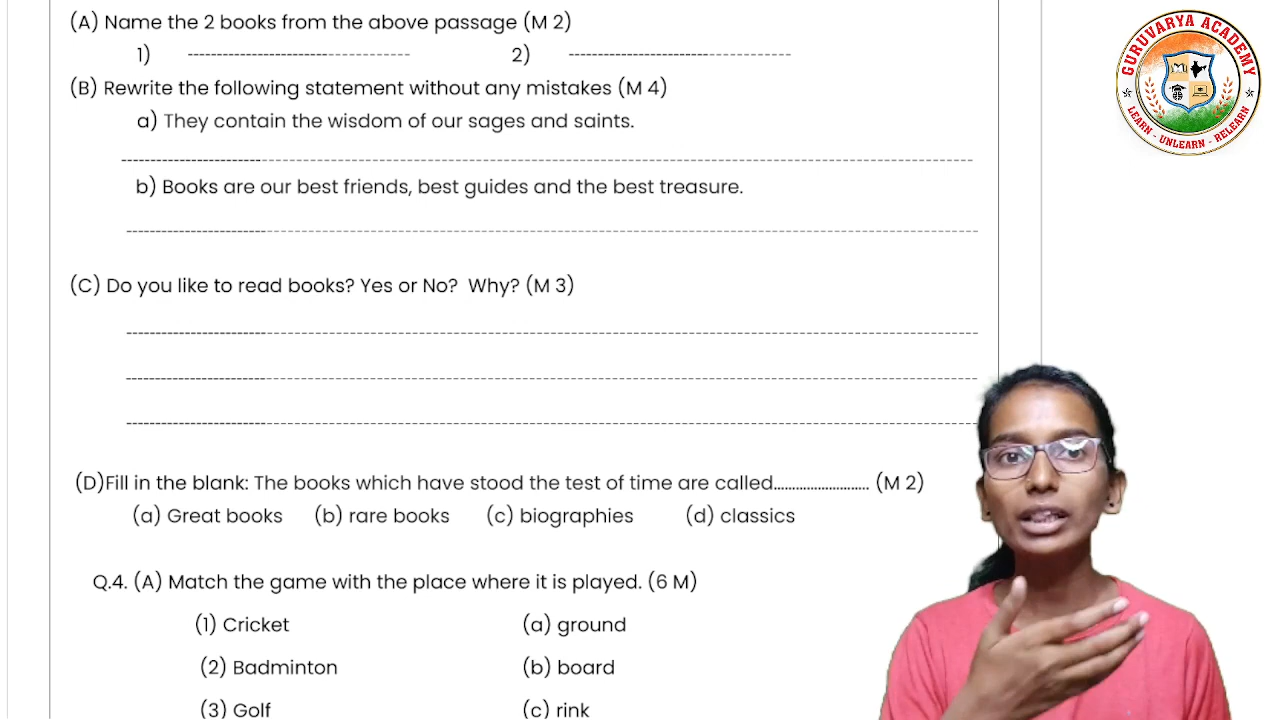 (A) Name the 2 books from the above passage (M 2)
1) ------------------------------------- 2) -------------------------------------
(B) Rewrite the following statement without any mistakes (M 4)
a) They contain the wisdom of our sages and saints.
b) Books are our best friends, best guides and the best treasure.
(C) Do you like to read books? Yes or No?  Why? (M 3)
(D)Fill in the blank: The books which have stood the test of time are called.......................... (M 2)
(a) Great books (b) rare books (c) biographies (d) classics
Q.4. (A) Match the game with the place where it is played. (6 M)
(1) Cricket (a) ground
(2) Badminton (b) board
(3) Golf (c) rink
GURUVARYA ACADEMY
LEARN - UNLEARN - RELEARN